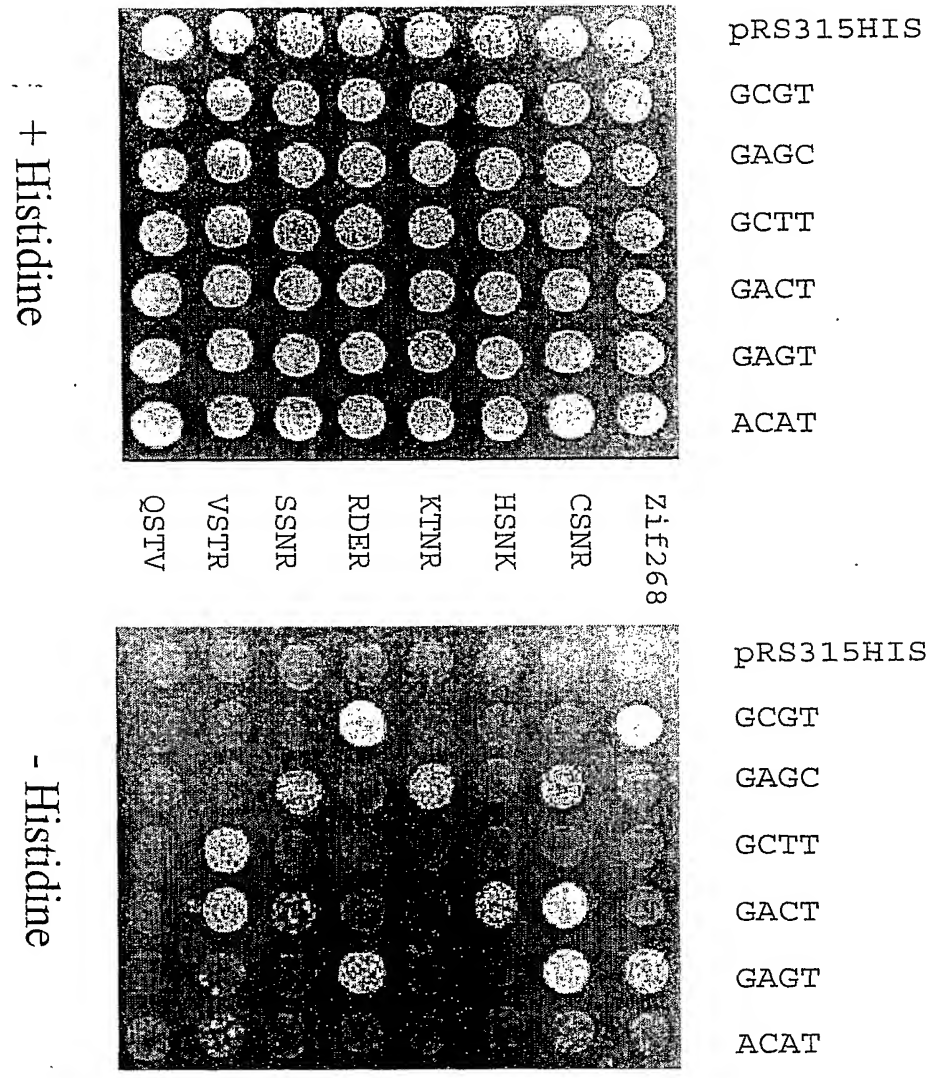 + Histidine
pRS315HIS
GCGT
GAGC
GCTT
GACT
GAGT
ACAT
QSTV
VSTR
SSNR
RDER
KTNR
HSNK
CSNR
Zif268
- Histidine
pRS315HIS
GCGT
GAGC
GCTT
GACT
GAGT
ACAT